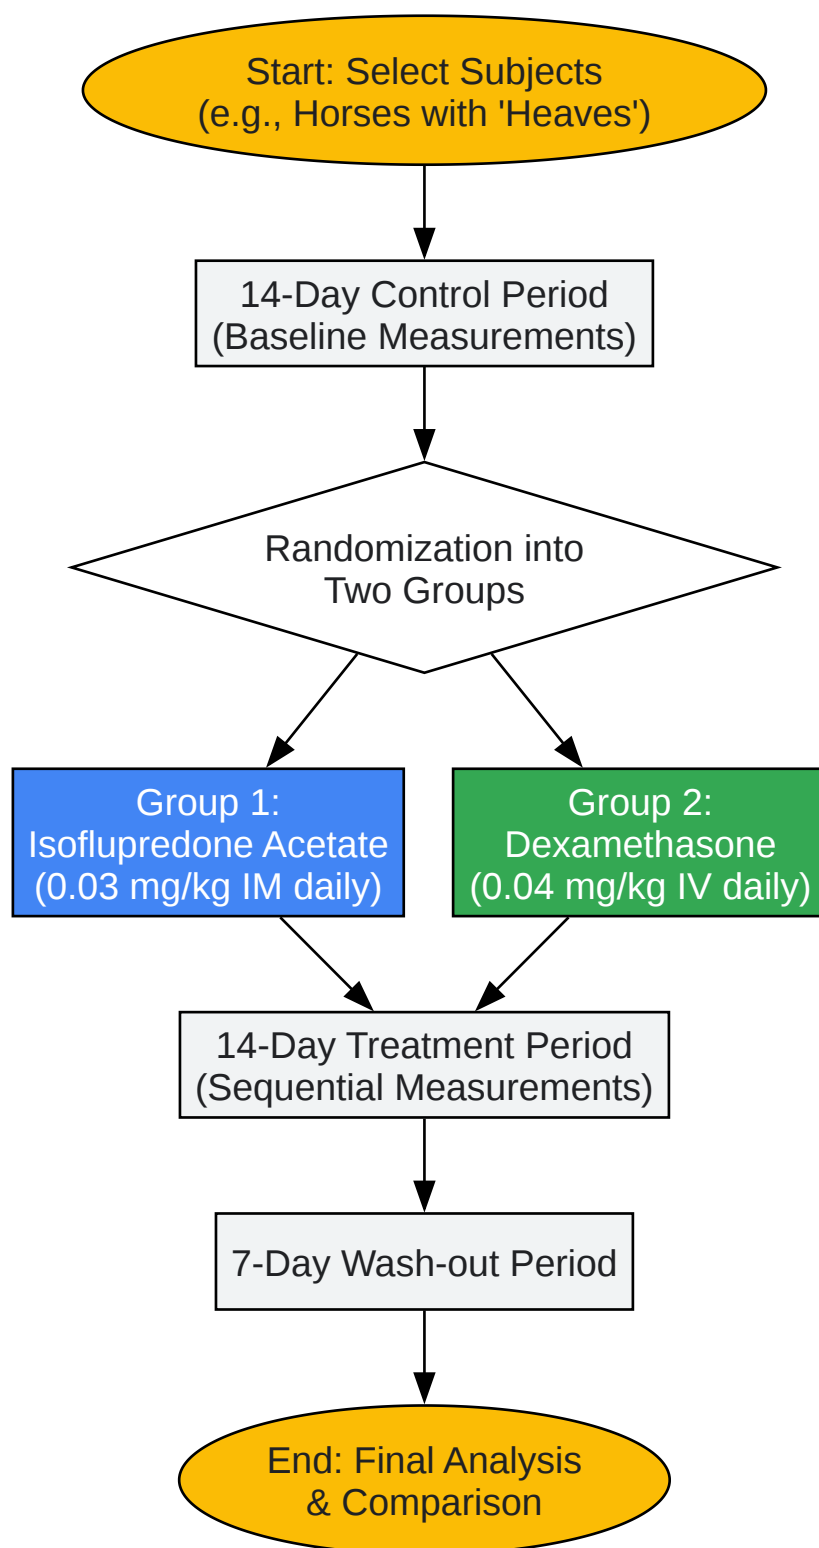 Start: Select Subjects
(e.g., Horses with 'Heaves')
14-Day Control Period
(Baseline Measurements)
Randomization into
Two Groups
Group 1:
Isoflupredone Acetate
(0.03 mg/kg IM daily)
Group 2:
Dexamethasone
(0.04 mg/kg IV daily)
14-Day Treatment Period
(Sequential Measurements)
7-Day Wash-out Period
End: Final Analysis
& Comparison